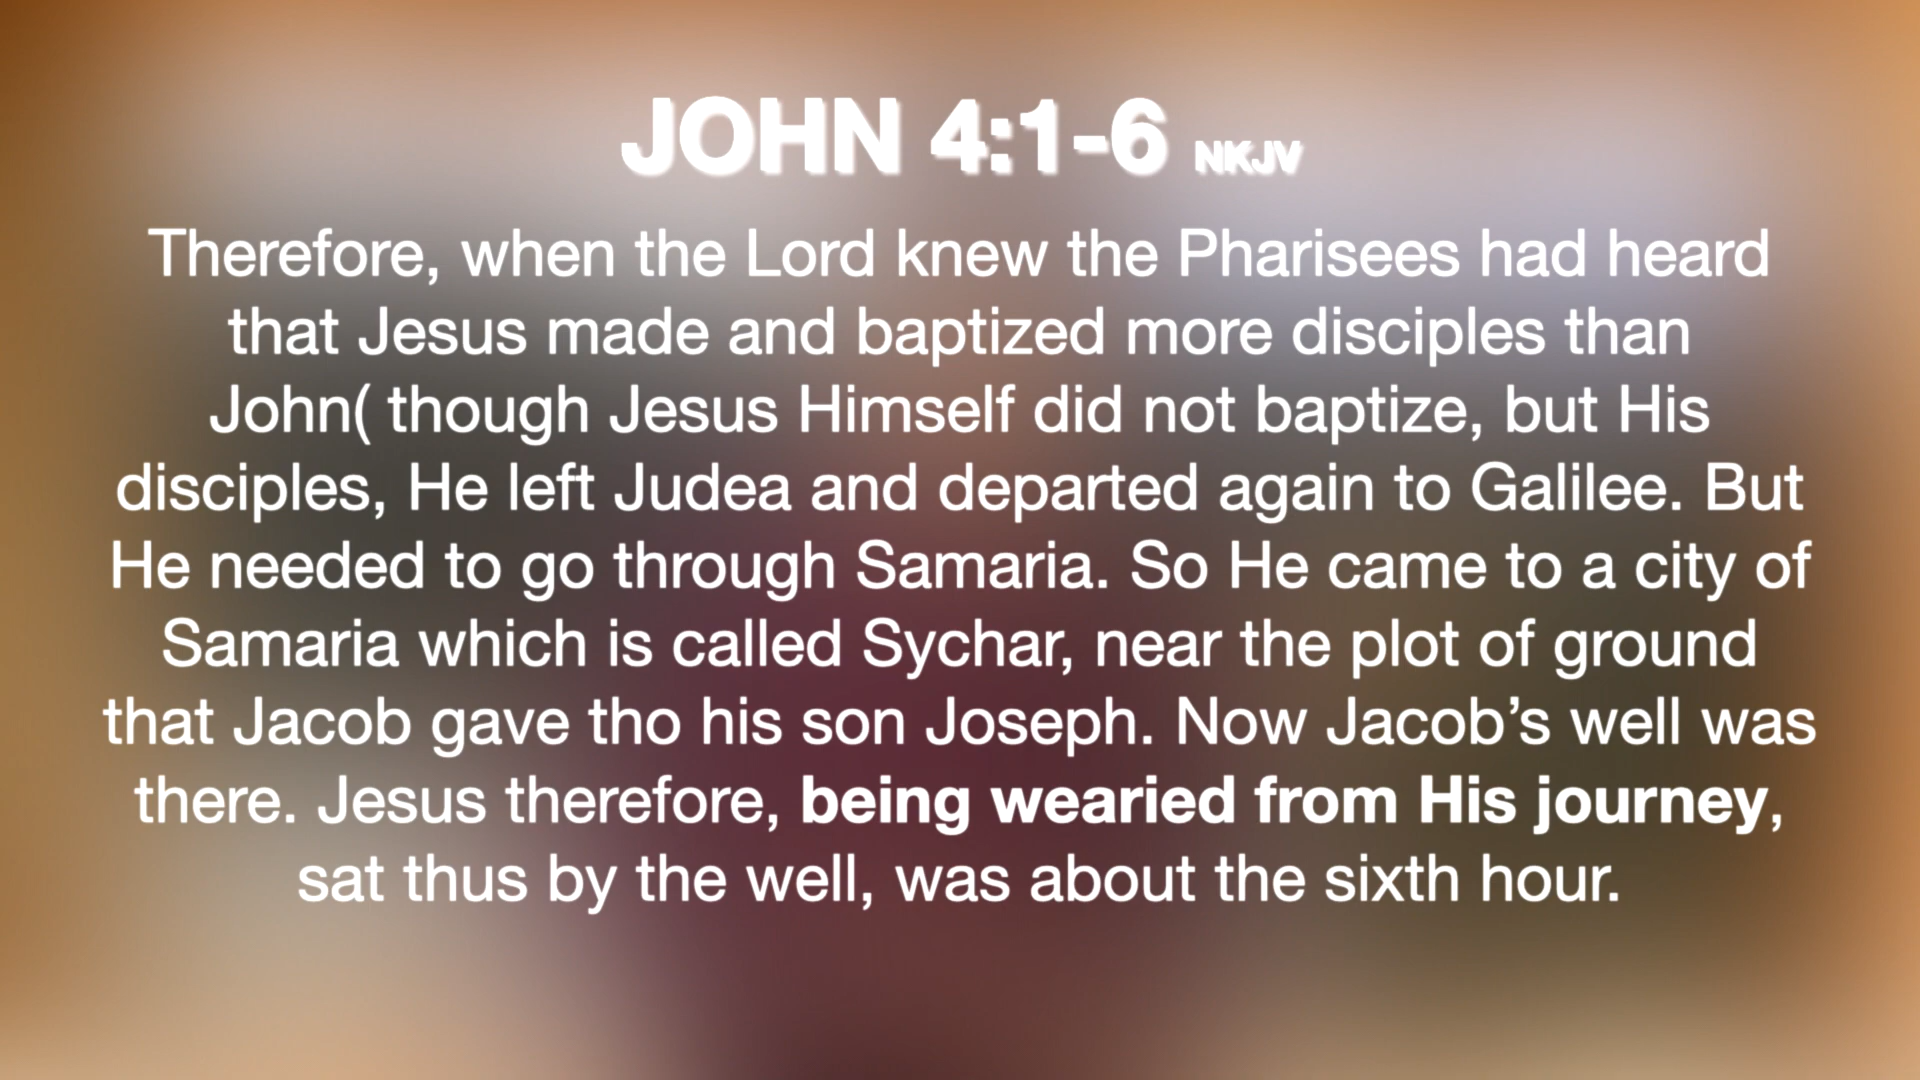 JOHN 4:1-6 NKJV
Therefore, when the Lord knew the Pharisees had heard
that Jesus made and baptized more disciples than
John( though Jesus Himself did not baptize, but His
disciples, He left Judea and departed again to Galilee. But
He needed to go through Samaria. So He came to a city of
Samaria which is called Sychar, near the plot of ground
that Jacob gave tho his son Joseph. Now Jacob’s well was
there. Jesus therefore, being wearied from His journey,
sat thus by the well, was about the sixth hour.